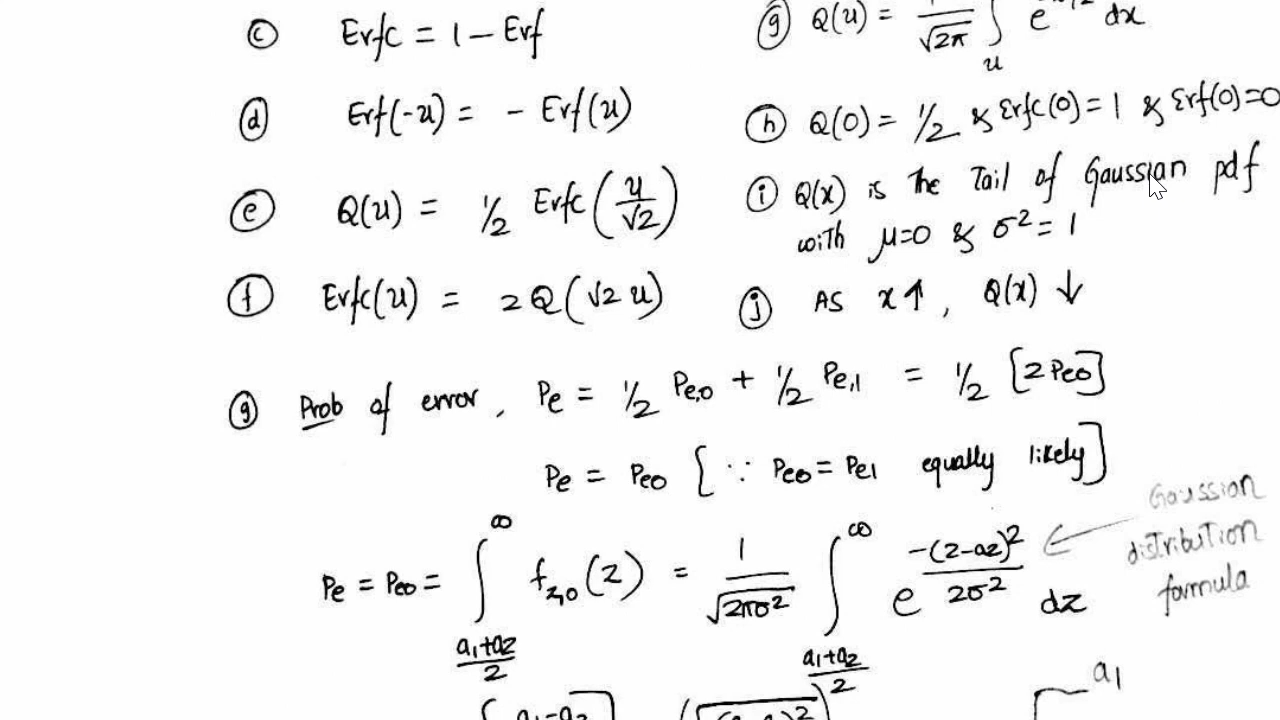 ⓒ Erfc = 1 - Erf
ⓓ Erf(-u) = - Erf(u)
ⓔ Q(u) = 1/2 Erfc(u/√2)
ⓕ Erfc(u) = 2Q(√2 u)
ⓖ Q(u) = 1/√2π ∫ u e dx
ⓗ Q(0) = 1/2 & Erfc(0)=1 & Erf(0)=0
ⓘ Q(x) is the Tail of Gaussian pdf
with μ=0 & σ² = 1
ⓙ As x↑, Q(x) ↓
⑨ Prob of error, Pe = 1/2 Pe,0 + 1/2 Pe,1 = 1/2 [2Pe0]
Pe = Pe0 [∵ Pe0 = Pe1 equally likely]
Pe = Pe0 = ∫ (a1+a2)/2 ∞ f z,0 (z) = 1/√2πσ² ∫ (a1+a2)/2 ∞ e -(z-a2)²/2σ² dz
Gaussian
distribution
formula
a1